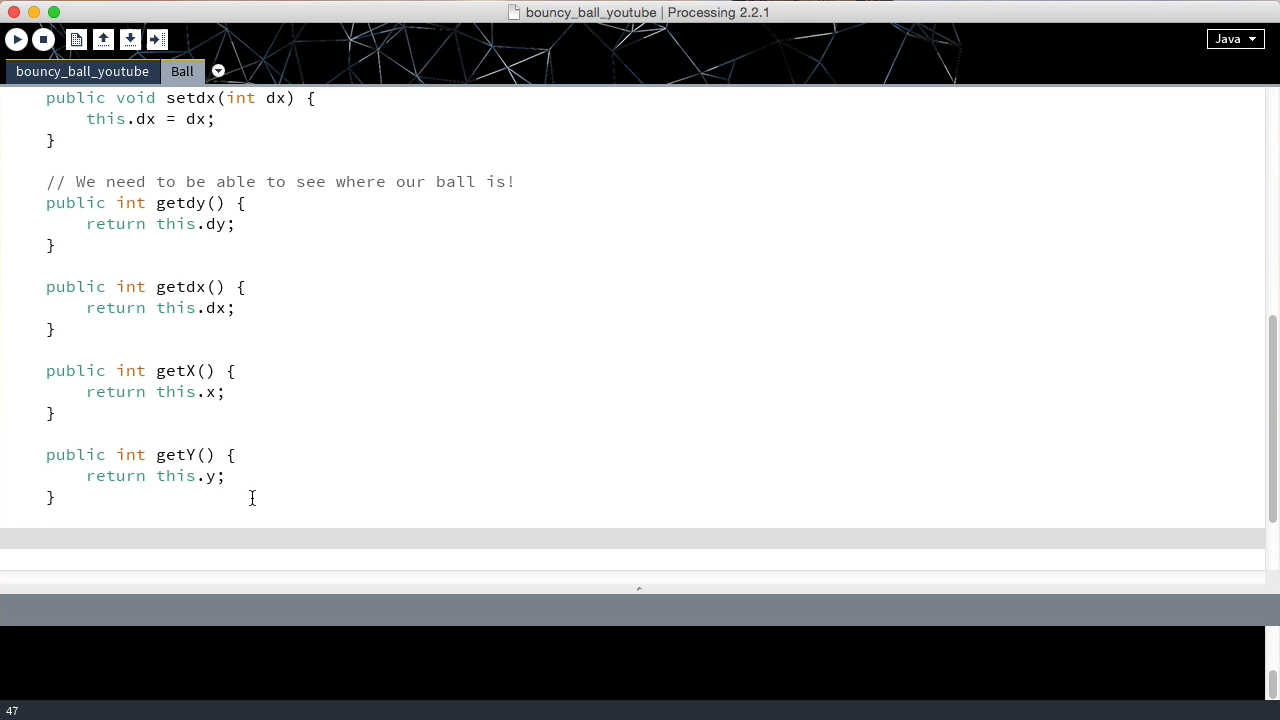 bouncy_ball_youtube | Processing 2.2.1
Java
bouncy_ball_youtube Ball
public void setdx(int dx) {
this.dx = dx;
}
// We need to be able to see where our ball is!
public int getdy() {
return this.dy;
}
public int getdx() {
return this.dx;
}
public int getX() {
return this.x;
}
public int getY() {
return this.y;
}
47